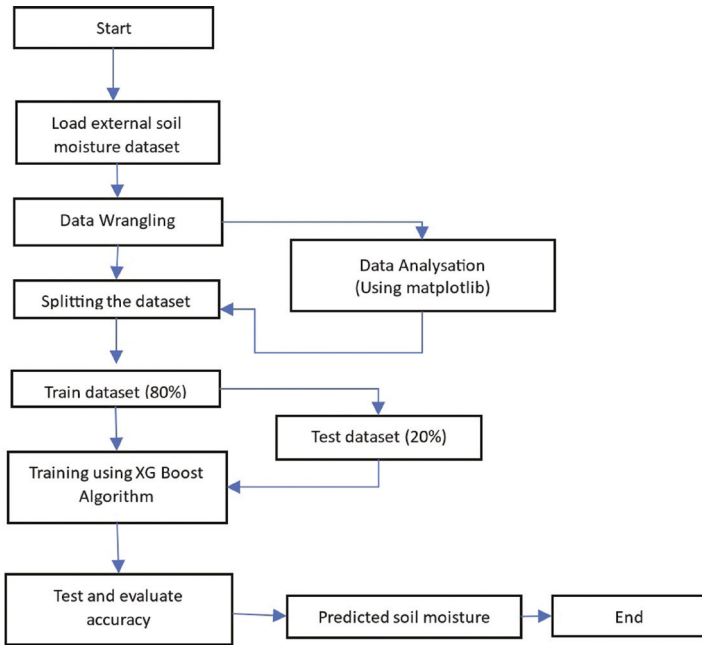 Start
Load external soil
moisture dataset
Data Wrangling
Data Analysation
(Using matplotlib)
Splitting the dataset
Train dataset (80%)
Test dataset (20%)
Training using XG Boost
Algorithm
Test and evaluate
accuracy
Predicted soil moisture
End